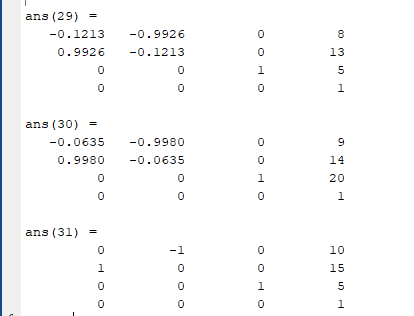 ans(29) =
-0.1213 -0.9926 0 8
0.9926 -0.1213 0 13
0 0 1 5
0 0 0 1
ans(30) =
-0.0635 -0.9980 0 9
0.9980 -0.0635 0 14
0 0 1 20
0 0 0 1
ans(31) =
0 -1 0 10
1 0 0 15
0 0 1 5
0 0 0 1